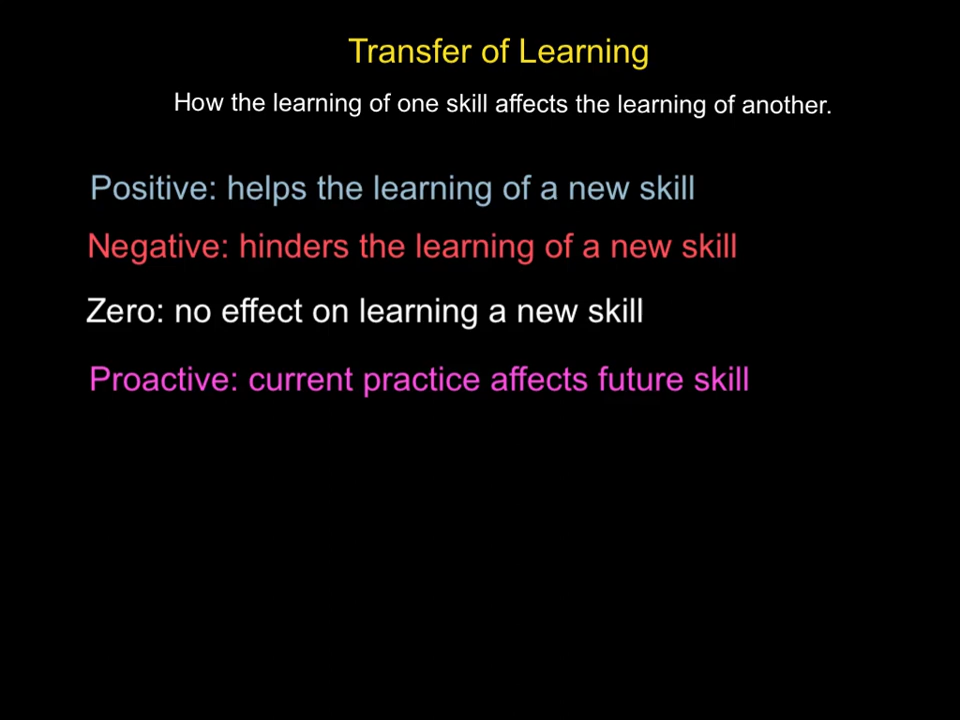 Transfer of Learning
How the learning of one skill affects the learning of another.
Positive: helps the learning of a new skill
Negative: hinders the learning of a new skill
Zero: no effect on learning a new skill
Proactive: current practice affects future skill